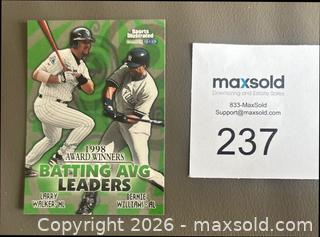 Sports Illustrated
1998
AWARD WINNERS
BATTING AVG
LEADERS
LARRY
WALKER-NL
BERNIE
WILLIAMS-AL
maxsold
Downsizing and Estate Sales
833-MaxSold
Support@maxsold.com
237
Copyright 2026 - maxsold.com